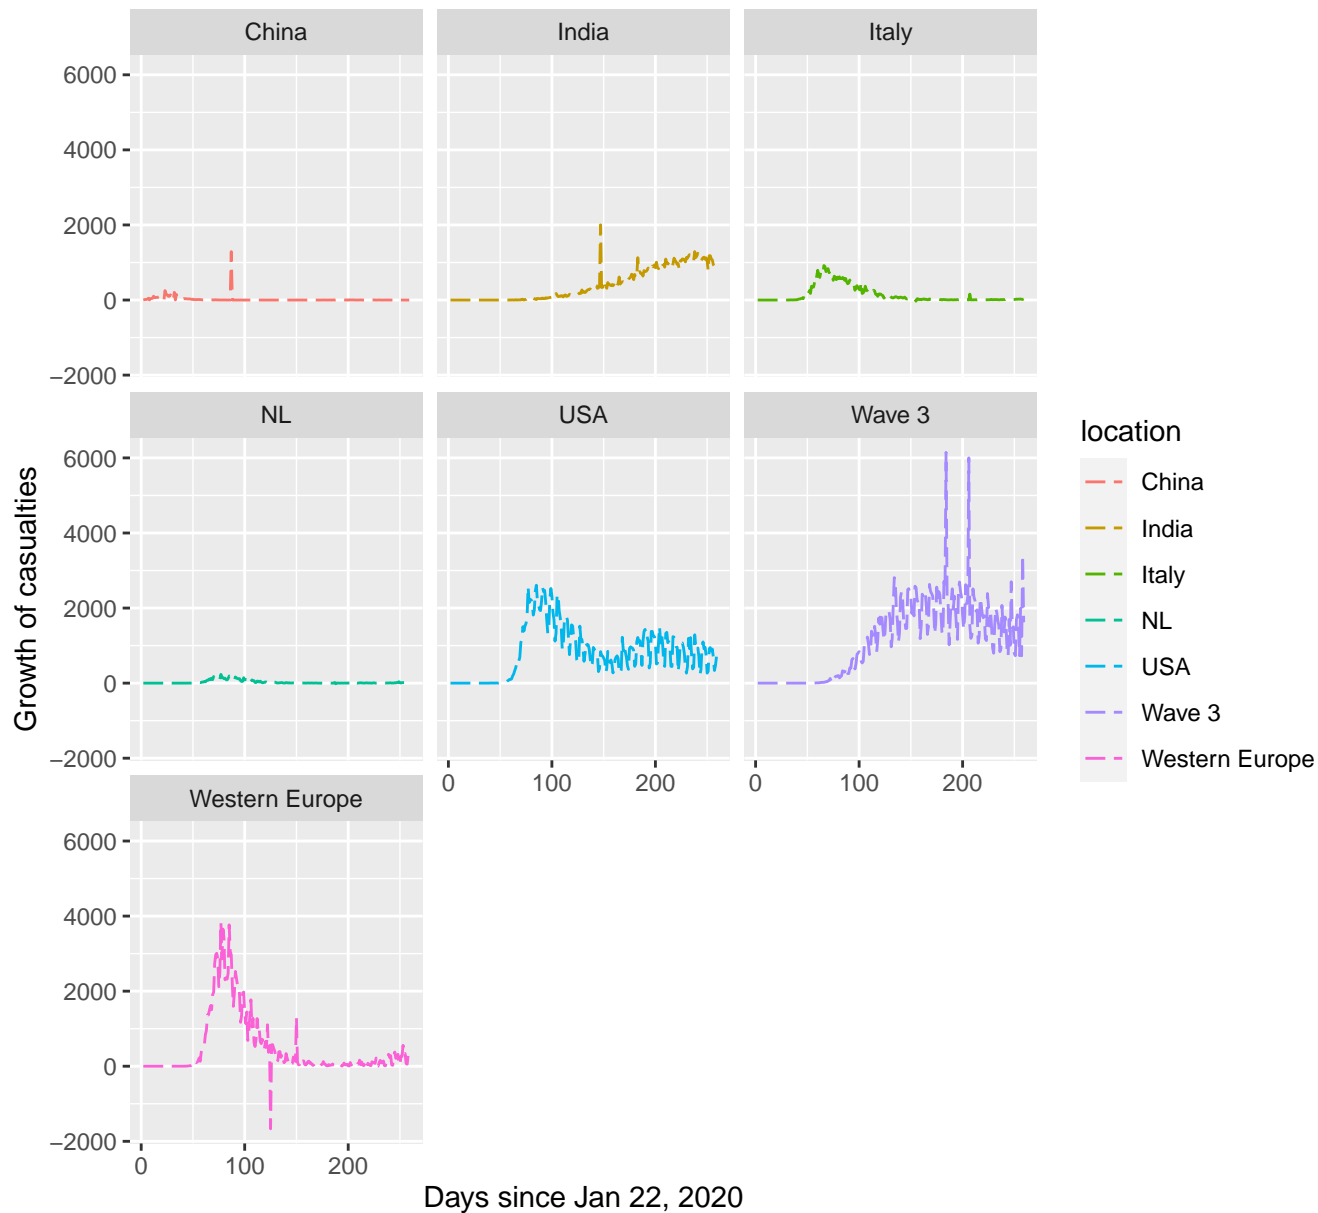 China
India
Italy
6000
4000
2000
0
−2000
NL
USA
Wave 3
6000
4000
2000
0
−2000
0
100
200
0
100
200
Western Europe
6000
4000
2000
0
−2000
0
100
200
Days since Jan 22, 2020
Growth of casualties
location
China
India
Italy
NL
USA
Wave 3
Western Europe